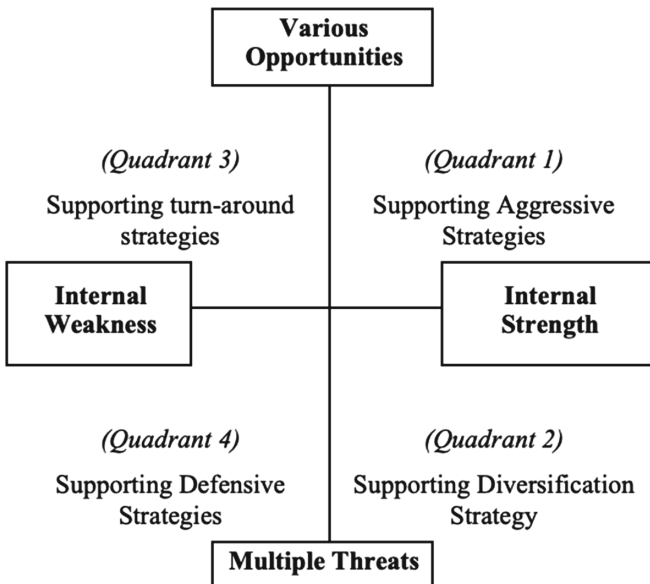 Various
Opportunities
(Quadrant 3)
Supporting turn-around
strategies
(Quadrant 1)
Supporting Aggressive
Strategies
Internal
Weakness
Internal
Strength
(Quadrant 4)
Supporting Defensive
Strategies
(Quadrant 2)
Supporting Diversification
Strategy
Multiple Threats